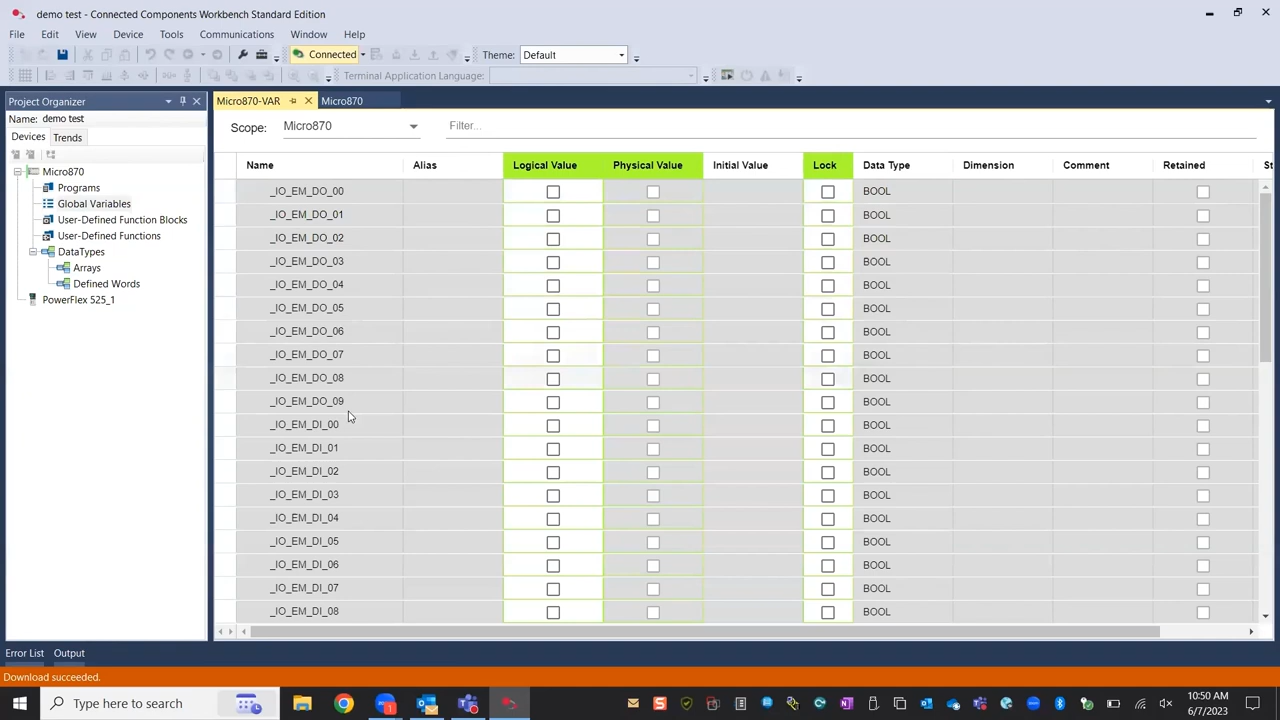 demo test - Connected Components Workbench Standard Edition
File Edit View Device Tools Communications Window Help
Connected Theme: Default
Terminal Application Language:
Project Organizer
Name: demo test
Devices Trends
Micro870
Programs
Global Variables
User-Defined Function Blocks
User-Defined Functions
DataTypes
Arrays
Defined Words
PowerFlex 525_1
Micro870-VAR Micro870
Scope: Micro870 Filter...
Name Alias Logical Value Physical Value Initial Value Lock Data Type Dimension Comment Retained St
_IO_EM_DO_00 BOOL
_IO_EM_DO_01 BOOL
_IO_EM_DO_02 BOOL
_IO_EM_DO_03 BOOL
_IO_EM_DO_04 BOOL
_IO_EM_DO_05 BOOL
_IO_EM_DO_06 BOOL
_IO_EM_DO_07 BOOL
_IO_EM_DO_08 BOOL
_IO_EM_DO_09 BOOL
_IO_EM_DI_00 BOOL
_IO_EM_DI_01 BOOL
_IO_EM_DI_02 BOOL
_IO_EM_DI_03 BOOL
_IO_EM_DI_04 BOOL
_IO_EM_DI_05 BOOL
_IO_EM_DI_06 BOOL
_IO_EM_DI_07 BOOL
_IO_EM_DI_08 BOOL
Error List Output
Download succeeded.
Type here to search
10:50 AM
6/7/2023